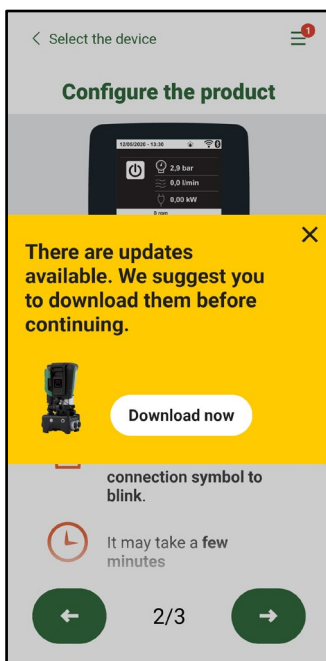 Select the device
1
Configure the product
12/05/2020 - 13:30
2,9 bar
0,0 l/min
0,00 kW
0 rpm
There are updates
available. We suggest you
to download them before
continuing.
Download now
connection symbol to
blink.
It may take a few
minutes
2/3